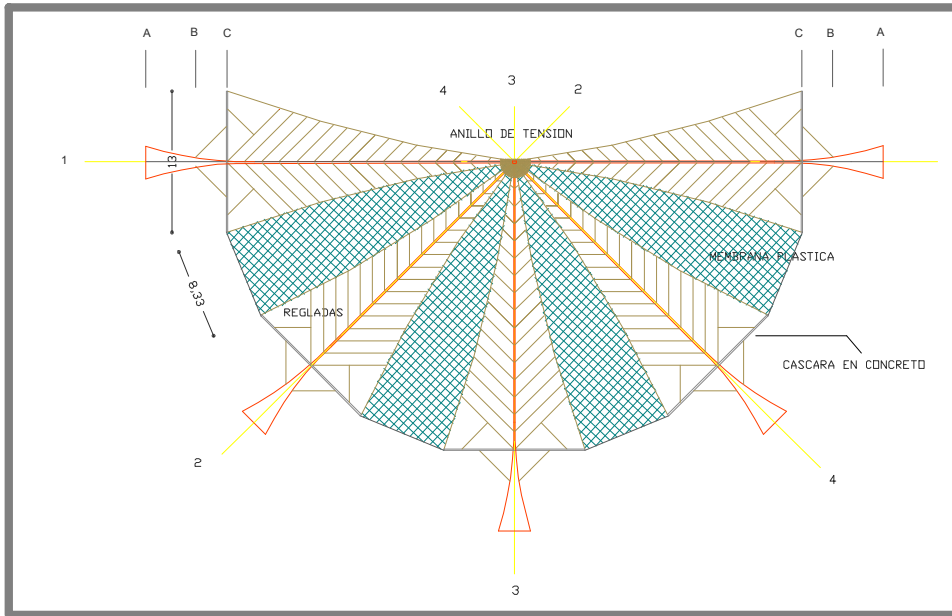 A B C C B A
3
4 2
ANILLO DE TENSION
1
13
MEMBRANA PLASTICA
8,33
REGLADAS
CASCARA EN CONCRETO
2
4
3